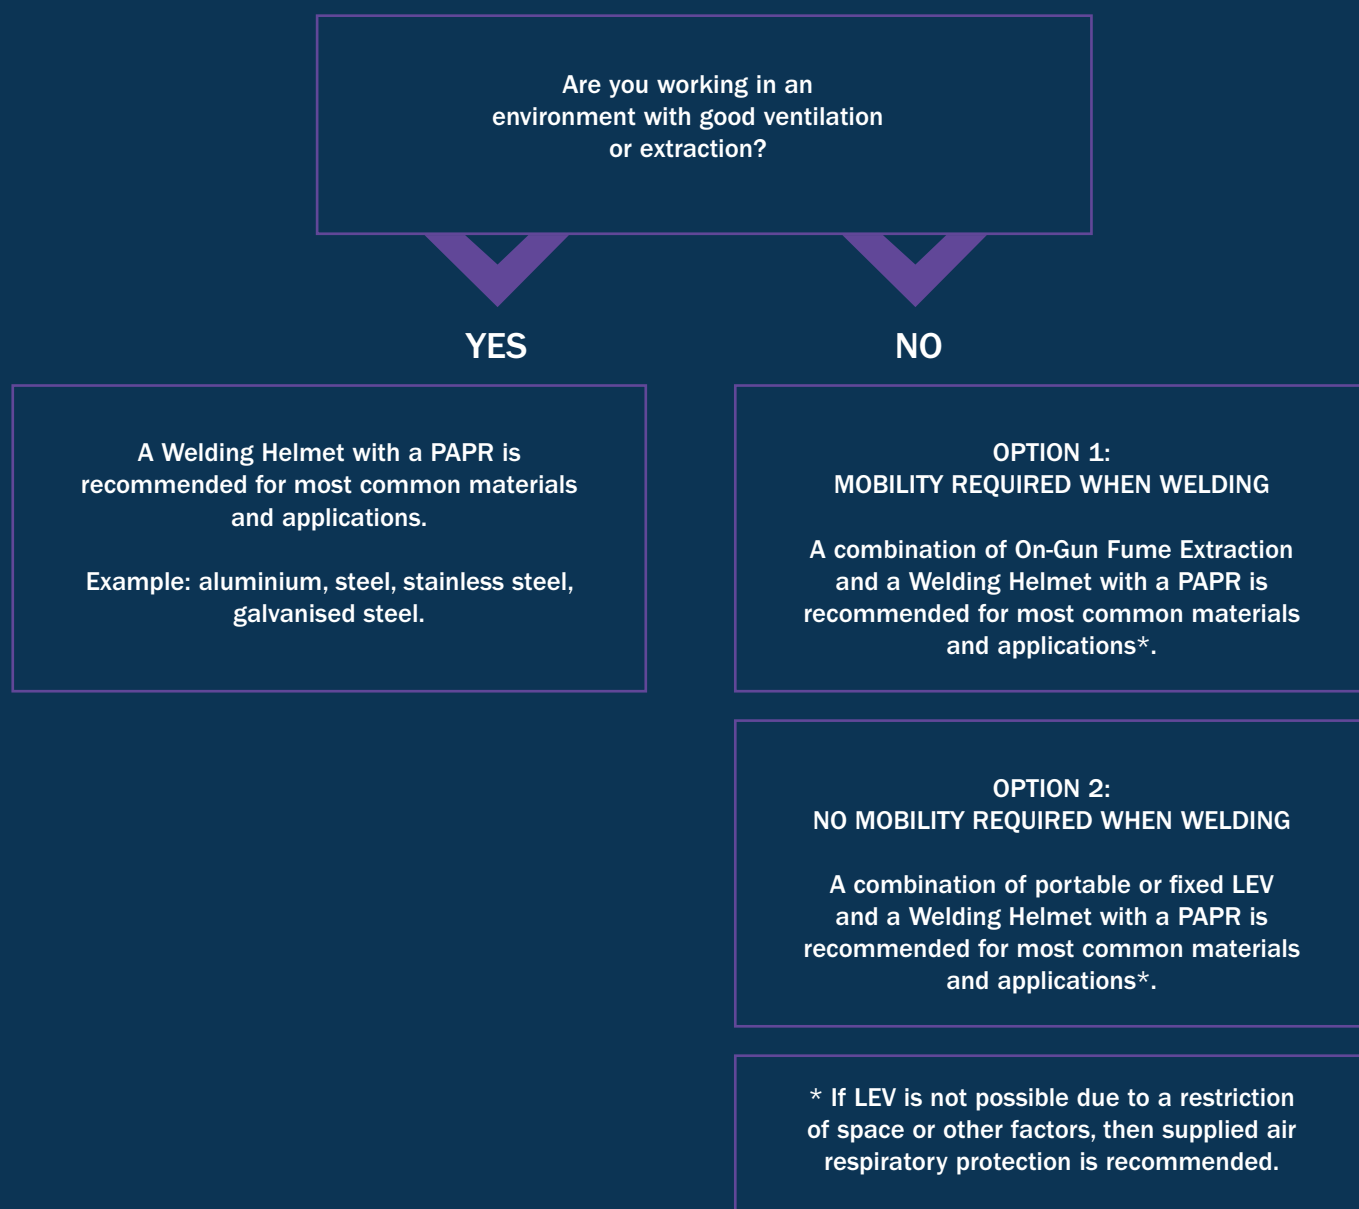 Are you working in an
environment with good ventilation
or extraction?
YES
A Welding Helmet with a PAPR is
recommended for most common materials
and applications.
Example: aluminium, steel, stainless steel,
galvanised steel.
NO
OPTION 1:
MOBILITY REQUIRED WHEN WELDING
A combination of On-Gun Fume Extraction
and a Welding Helmet with a PAPR is
recommended for most common materials
and applications*.
OPTION 2:
NO MOBILITY REQUIRED WHEN WELDING
A combination of portable or fixed LEV
and a Welding Helmet with a PAPR is
recommended for most common materials
and applications*.
* If LEV is not possible due to a restriction
of space or other factors, then supplied air
respiratory protection is recommended.